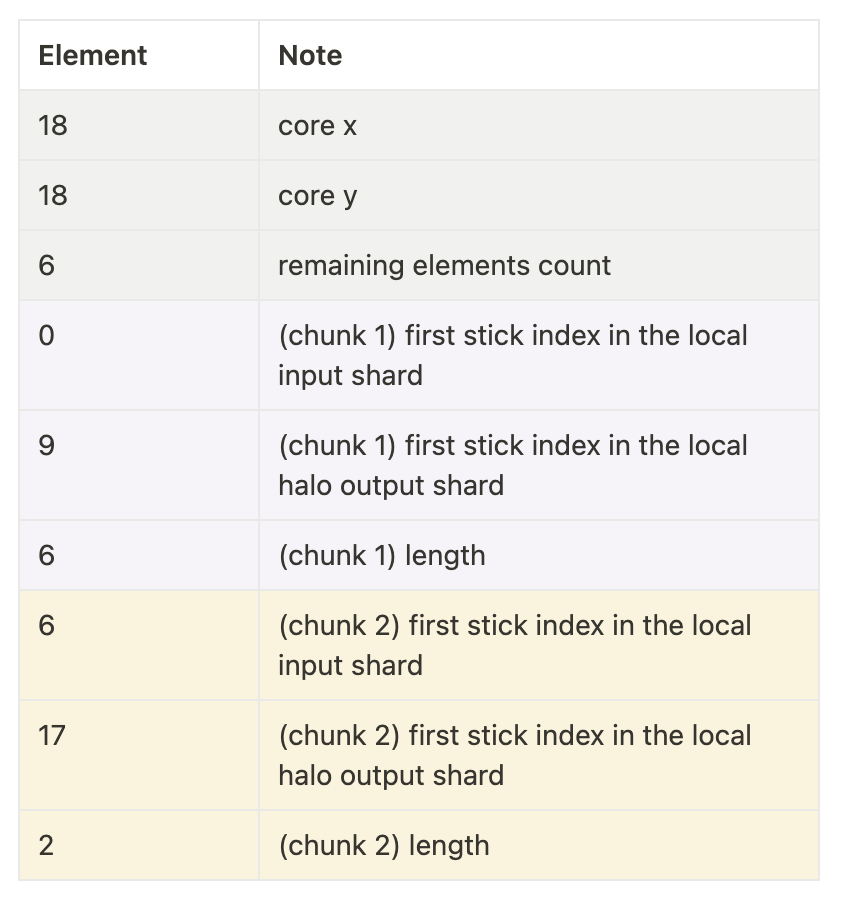 Element Note
18 core x
18 core y
6 remaining elements count
0 (chunk 1) first stick index in the local
input shard
9 (chunk 1) first stick index in the local
halo output shard
6 (chunk 1) length
6 (chunk 2) first stick index in the local
input shard
17 (chunk 2) first stick index in the local
halo output shard
2 (chunk 2) length